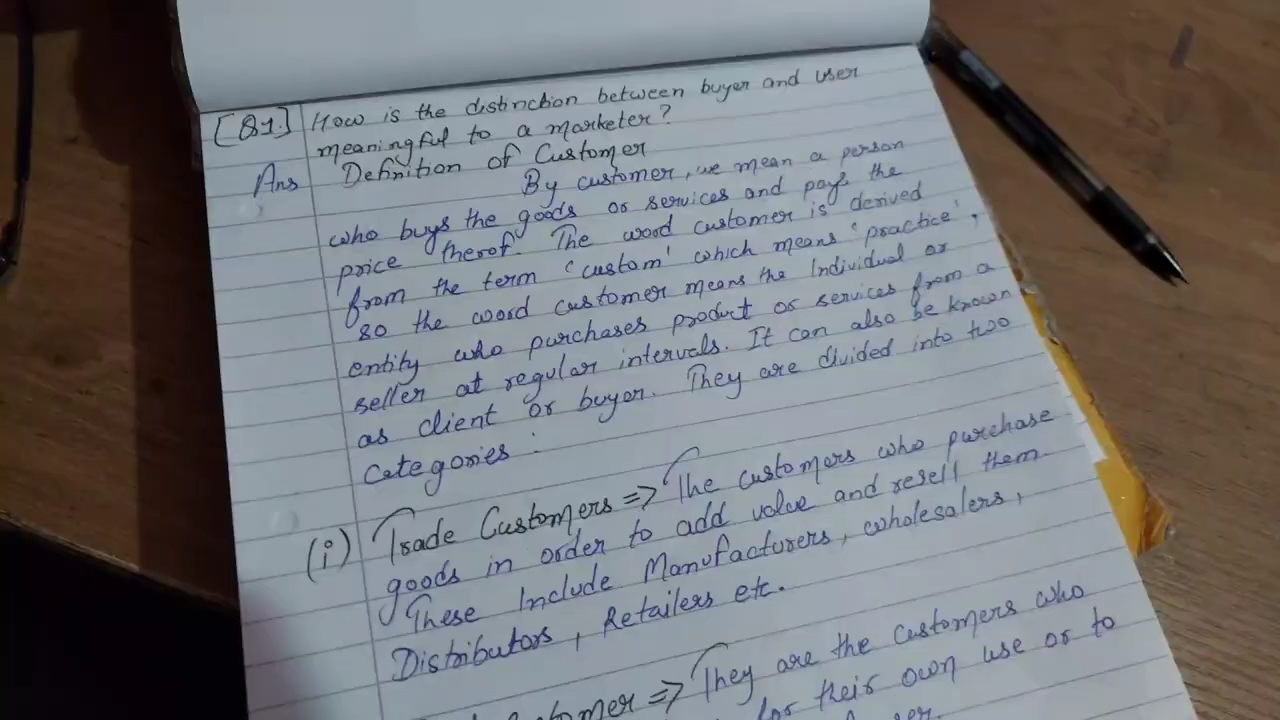 [Q1.] How is the distinction between buyer and user
meaningful to a marketer?
Ans Definition of Customer
By customer, we mean a person
who buys the goods or services and pays the
price therof. The word customer is derived
from the term 'custom' which means 'practice',
so the word customer means the Individual or
entity who purchases product or services from a
seller at regular intervals. It can also be known
as client or buyer. They are divided into two
categories :
(i) Trade Customers => The customers who purchase
goods in order to add value and resell them.
These Include Manufacturers, wholesalers,
Distributors, Retailers etc.
=> They are the customers who
for their own use or to